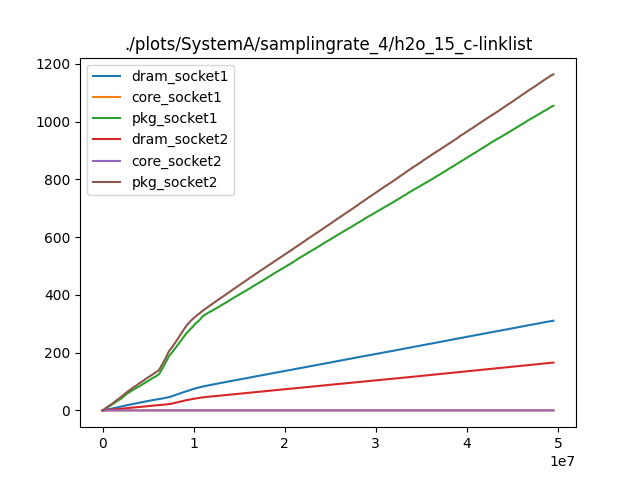 ./plots/SystemA/samplingrate_4/h2o_15_c-linklist
1200
1000
800
600
400
200
0
dram_socket1
core_socket1
pkg_socket1
dram_socket2
core_socket2
pkg_socket2
0 1 2 3 4 5
1e7